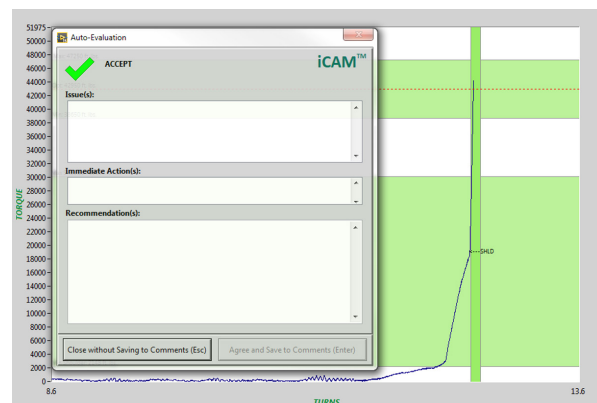 51975
50000
48000
46000
44000
42000
40000
38000
36000
34000
32000
30000
28000
26000
24000
22000
20000
18000
16000
14000
12000
10000
8000
6000
4000
2000
0
TORQUE
Auto-Evaluation
ACCEPT
iCAM™
Issue(s):
Immediate Action(s):
Recommendation(s):
Close without Saving to Comments (Esc)
Agree and Save to Comments (Enter)
SHLD
8.6
13.6
TURNS